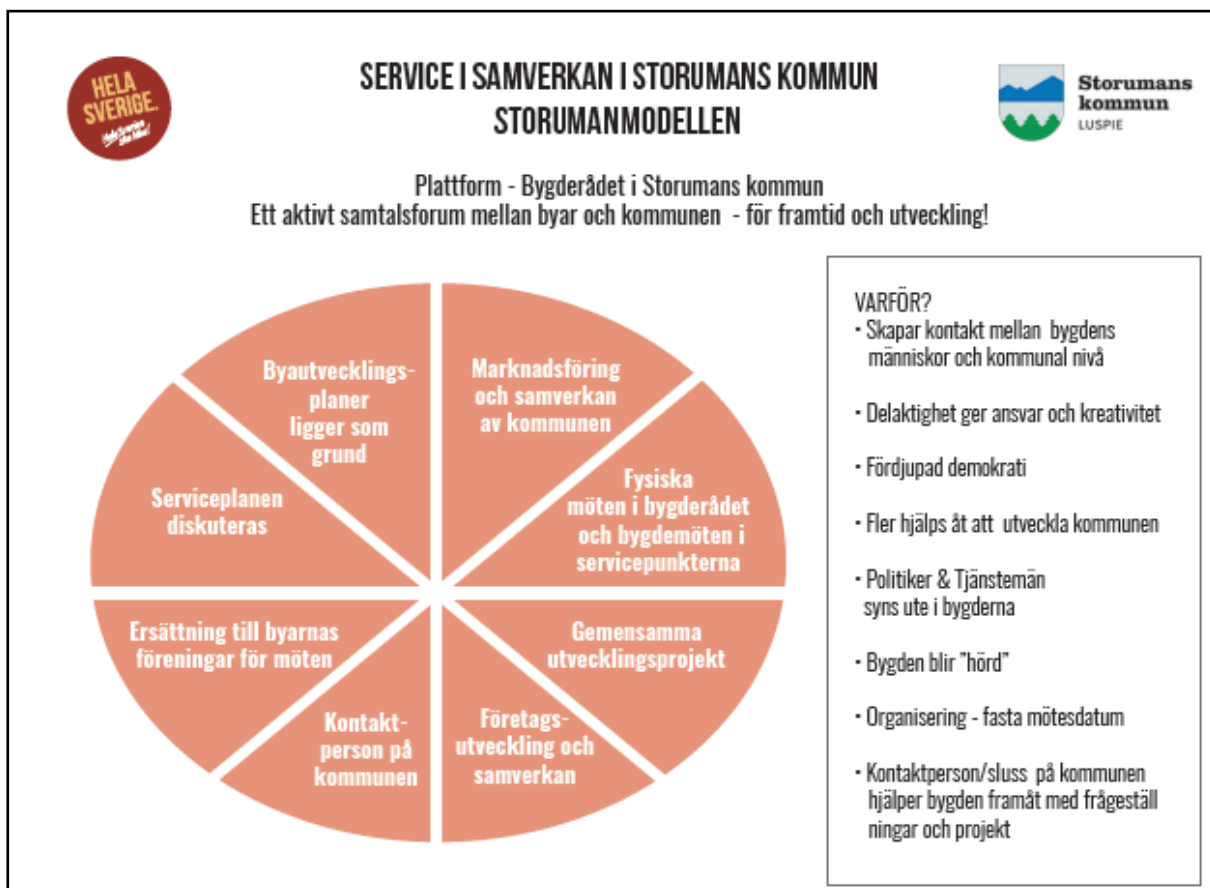 HELA
SVERIGE.
Hela Sverige
ska leva!
SERVICE I SAMVERKAN I STORUMANS KOMMUN
STORUMANMODELLEN
Storumans
kommun
LUSPIE
Plattform - Bygderådet i Storumans kommun
Ett aktivt samtalsforum mellan byar och kommunen - för framtid och utveckling!
Byautvecklings-
planer
ligger som
grund
Marknadsföring
och samverkan
av kommunen
Fysiska
möten i bygderådet
och bygdemöten i
servicepunkterna
Gemensamma
utvecklingsprojekt
Företags-
utveckling och
samverkan
Kontakt-
person på
kommunen
Ersättning till byarnas
föreningar för möten
Serviceplanen
diskuteras
VARFÖR?
· Skapar kontakt mellan bygdens
människor och kommunal nivå
· Delaktighet ger ansvar och kreativitet
· Fördjupad demokrati
· Fler hjälps åt att utveckla kommunen
· Politiker & Tjänstemän
syns ute i bygderna
· Bygden blir "hörd"
· Organisering - fasta mötesdatum
· Kontaktperson/sluss på kommunen
hjälper bygden framåt med frågeställ
ningar och projekt